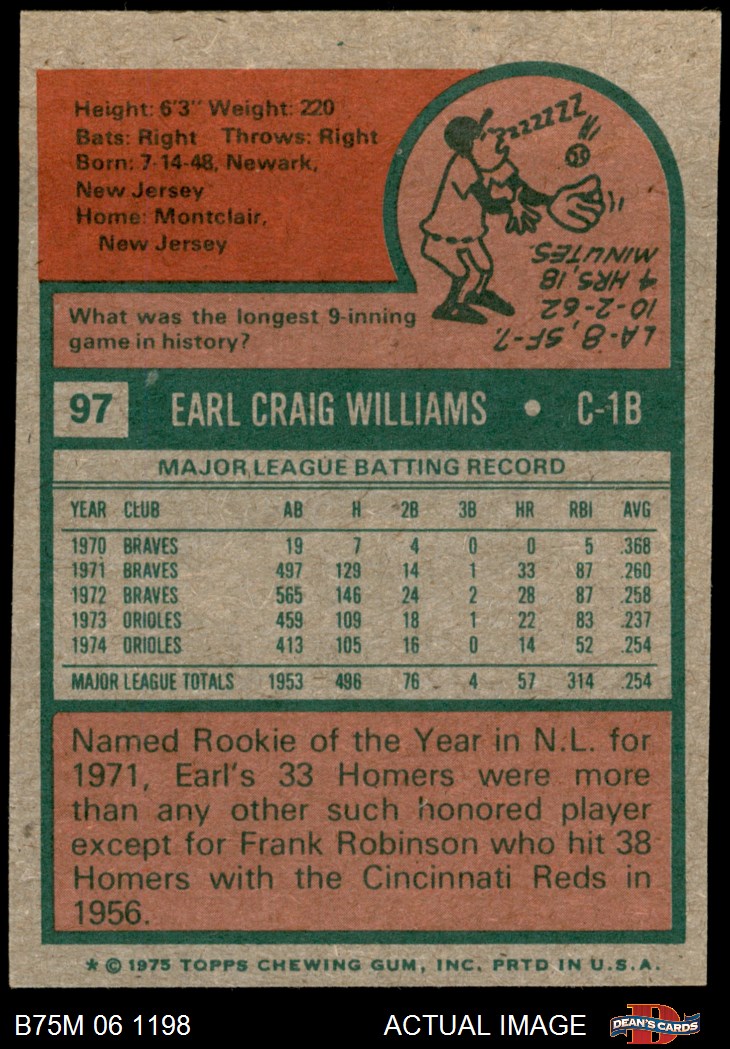 Height: 6'3" Weight: 220
Bats: Right Throws: Right
Born: 7-14-48, Newark,
New Jersey
Home: Montclair,
New Jersey
zzzzzzz
What was the longest 9-inning
game in history?
LA-8, SF-7.
10-2-62
4 HRS, 18
MINUTES.
97 EARL CRAIG WILLIAMS • C-1B
MAJOR LEAGUE BATTING RECORD
YEAR CLUB AB H 2B 3B HR RBI AVG
1970 BRAVES 19 7 4 0 0 5 .368
1971 BRAVES 497 129 14 1 33 87 .260
1972 BRAVES 565 146 24 2 28 87 .258
1973 ORIOLES 459 109 18 1 22 83 .237
1974 ORIOLES 413 105 16 0 14 52 .254
MAJOR LEAGUE TOTALS 1953 496 76 4 57 314 .254
Named Rookie of the Year in N.L. for
1971, Earl's 33 Homers were more
than any other such honored player
except for Frank Robinson who hit 38
Homers with the Cincinnati Reds in
1956.
* © 1975 TOPPS CHEWING GUM, INC. PRTD IN U.S.A.
B75M 06 1198 ACTUAL IMAGE DEAN'S CARDS